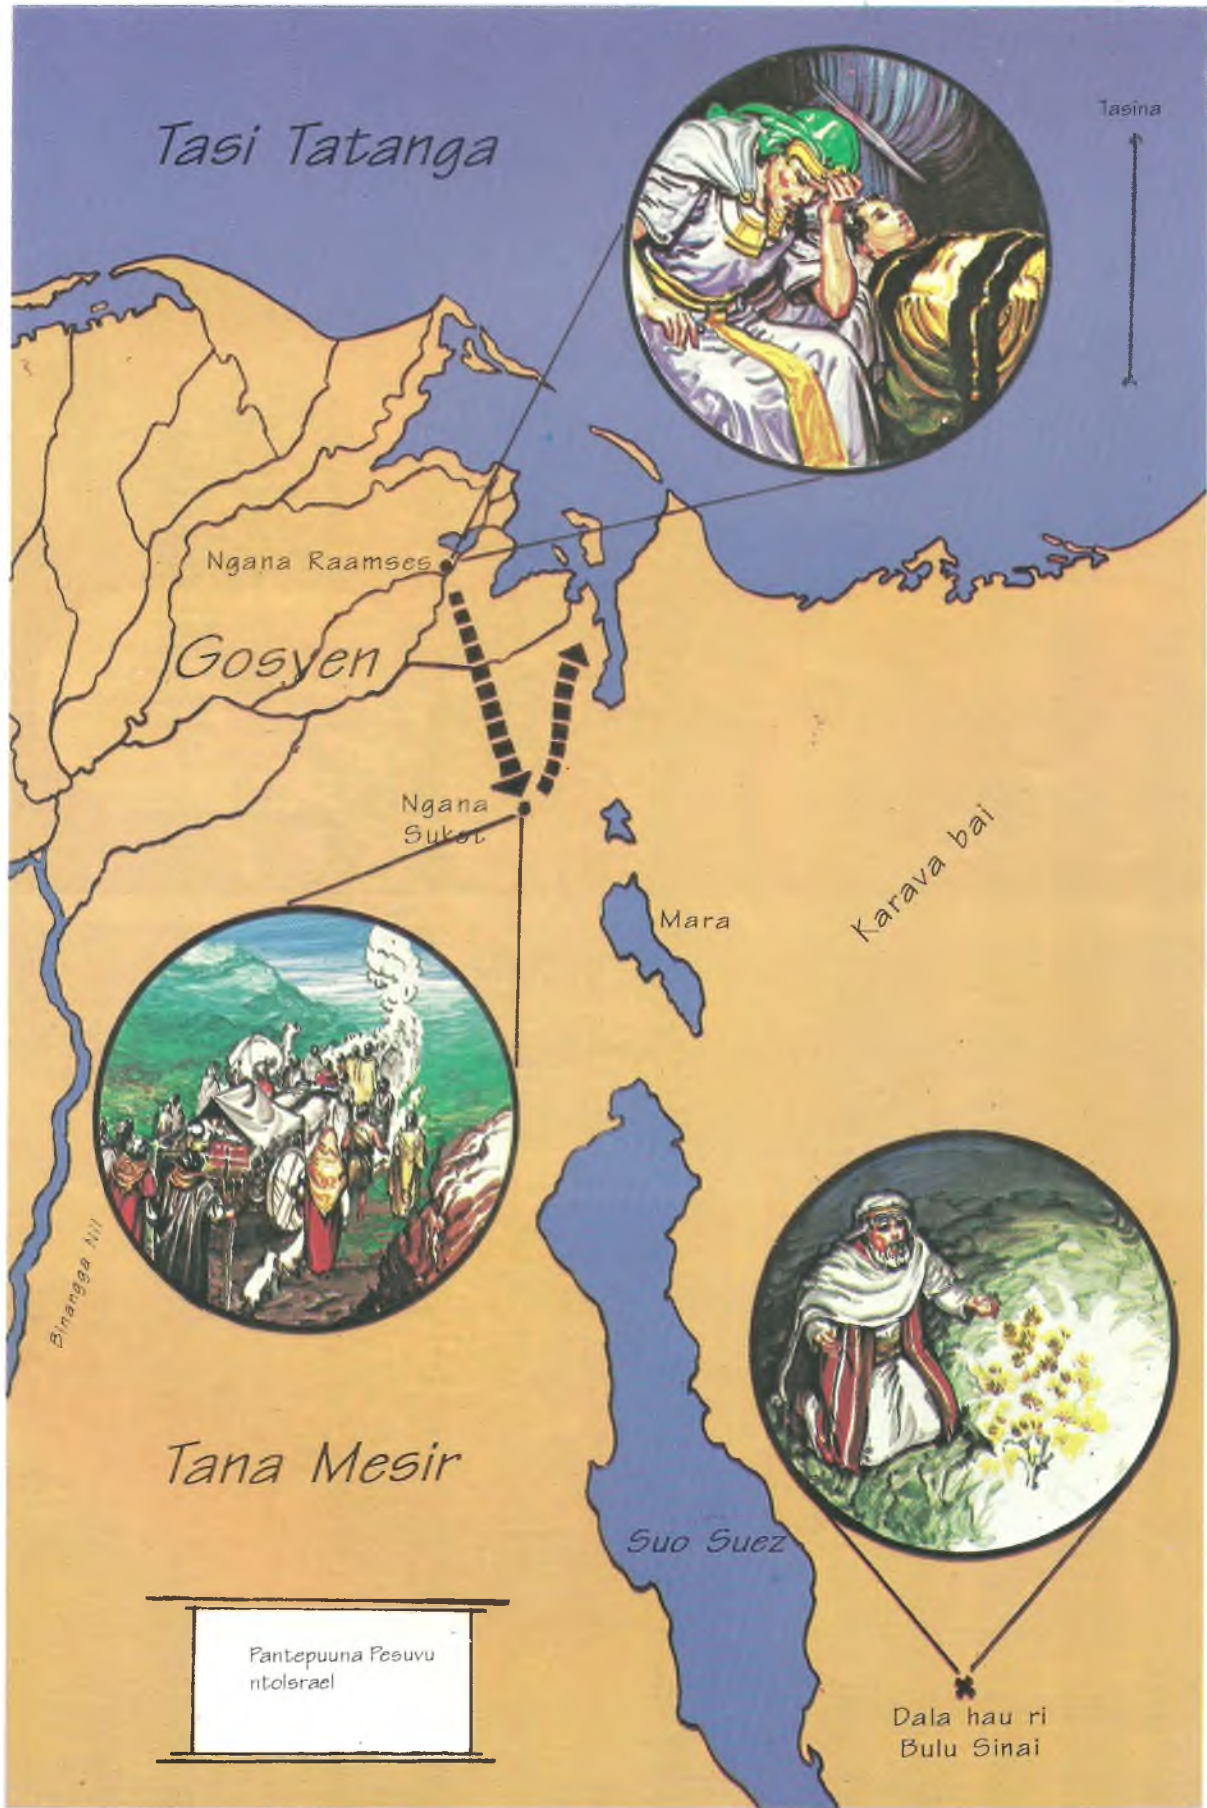 Tasina
Tasi Tatanga
Ngana Raamses
Gosyen
Ngana
Sukot
Mara
Karava bai
Binangga Nil
Tana Mesir
Suo Suez
Pantepuuna Pesuvu
ntoIsrael
Dala hau ri
Bulu Sinai